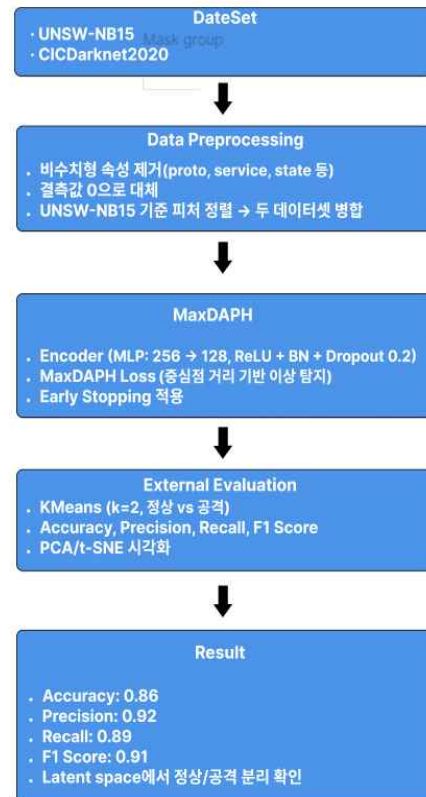 DateSet
· UNSW-NB15
Mask group
· CICDarknet2020
Data Preprocessing
. 비수치형 속성 제거(proto, service, state 등)
. 결측값 0으로 대체
. UNSW-NB15 기준 피처 정렬 → 두 데이터셋 병합
MaxDAPH
. Encoder (MLP: 256 → 128, ReLU + BN + Dropout 0.2)
. MaxDAPH Loss (중심점 거리 기반 이상 탐지)
. Early Stopping 적용
External Evaluation
. KMeans (k=2, 정상 vs 공격)
. Accuracy, Precision, Recall, F1 Score
. PCA/t-SNE 시각화
Result
. Accuracy: 0.86
. Precision: 0.92
. Recall: 0.89
. F1 Score: 0.91
. Latent space에서 정상/공격 분리 확인